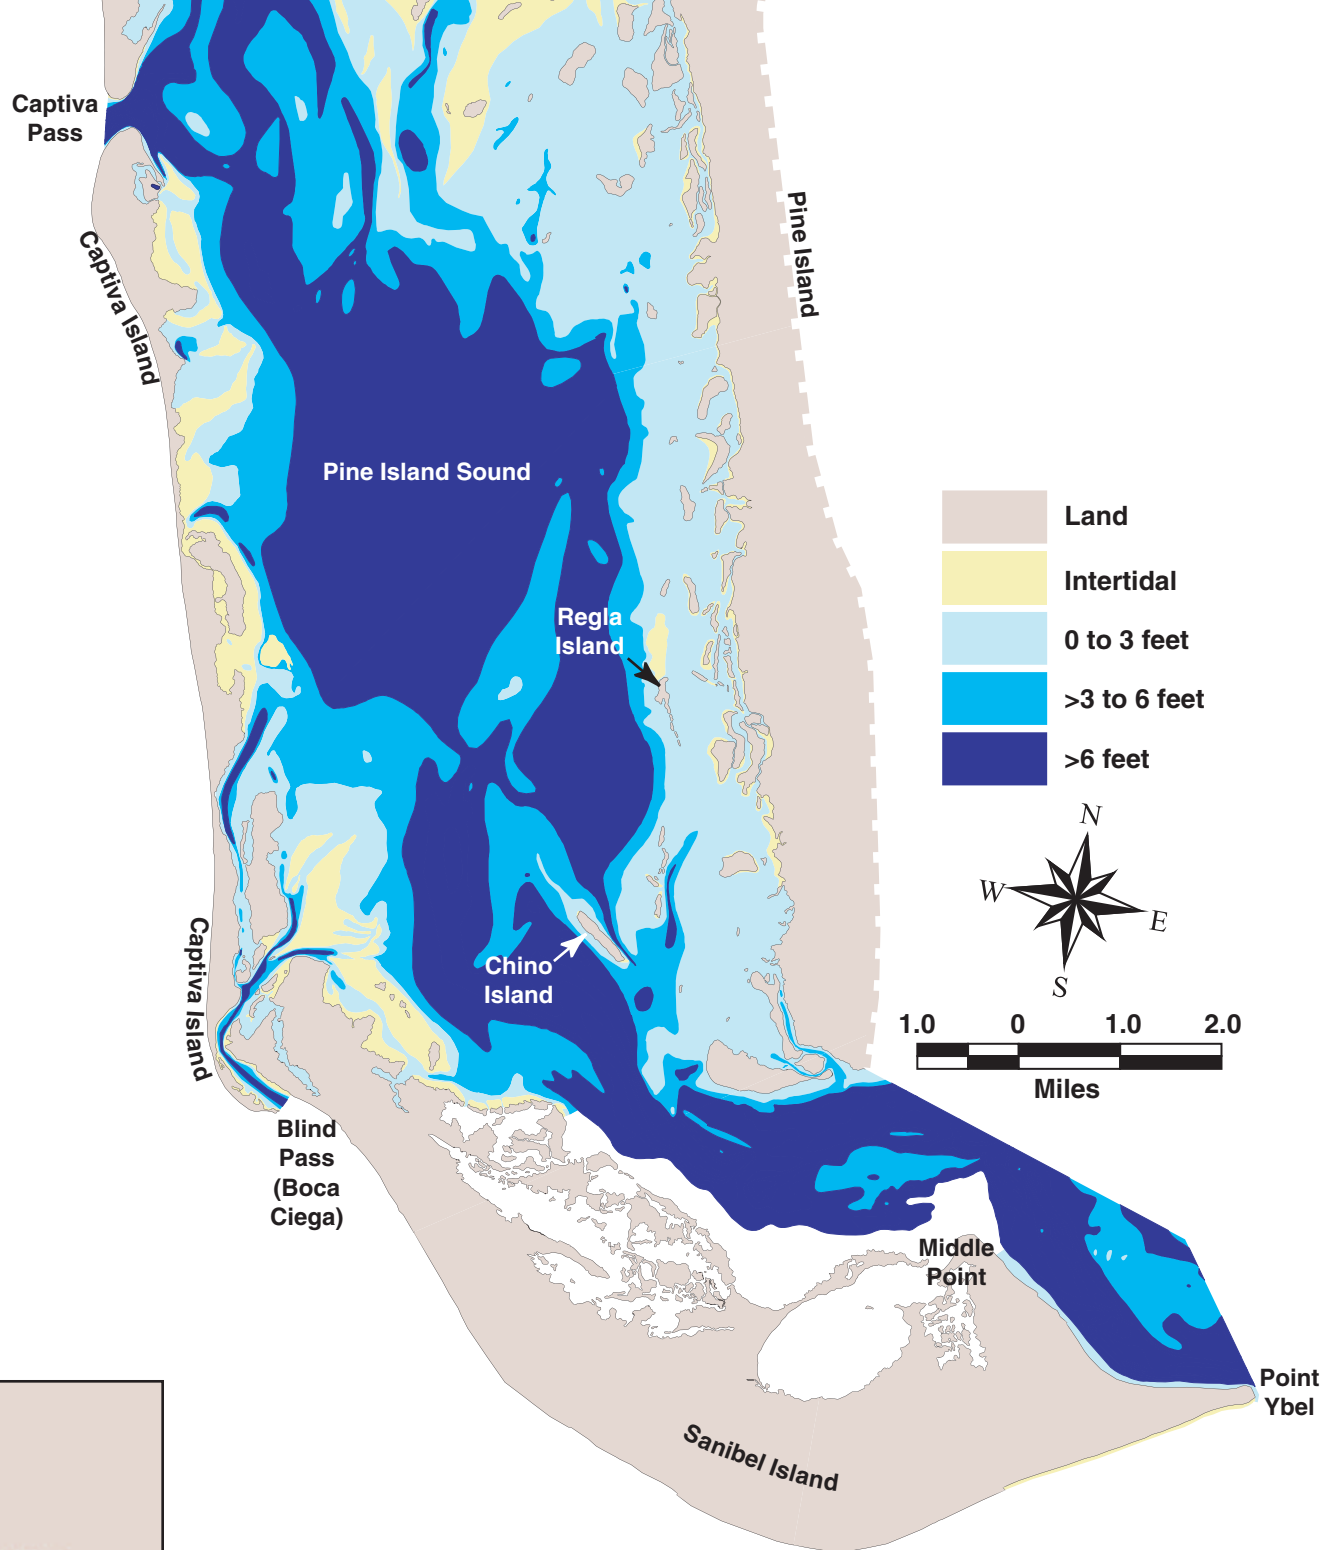 Captiva
Pass
Captiva Island
Pine Island
Pine Island Sound
Land
Intertidal
0 to 3 feet
>3 to 6 feet
>6 feet
Regla
Island
N
W
E
S
Captiva Island
Chino
Island
1.0 0 1.0 2.0
Miles
Blind
Pass
(Boca
Ciega)
Middle
Point
Point
Ybel
Sanibel Island